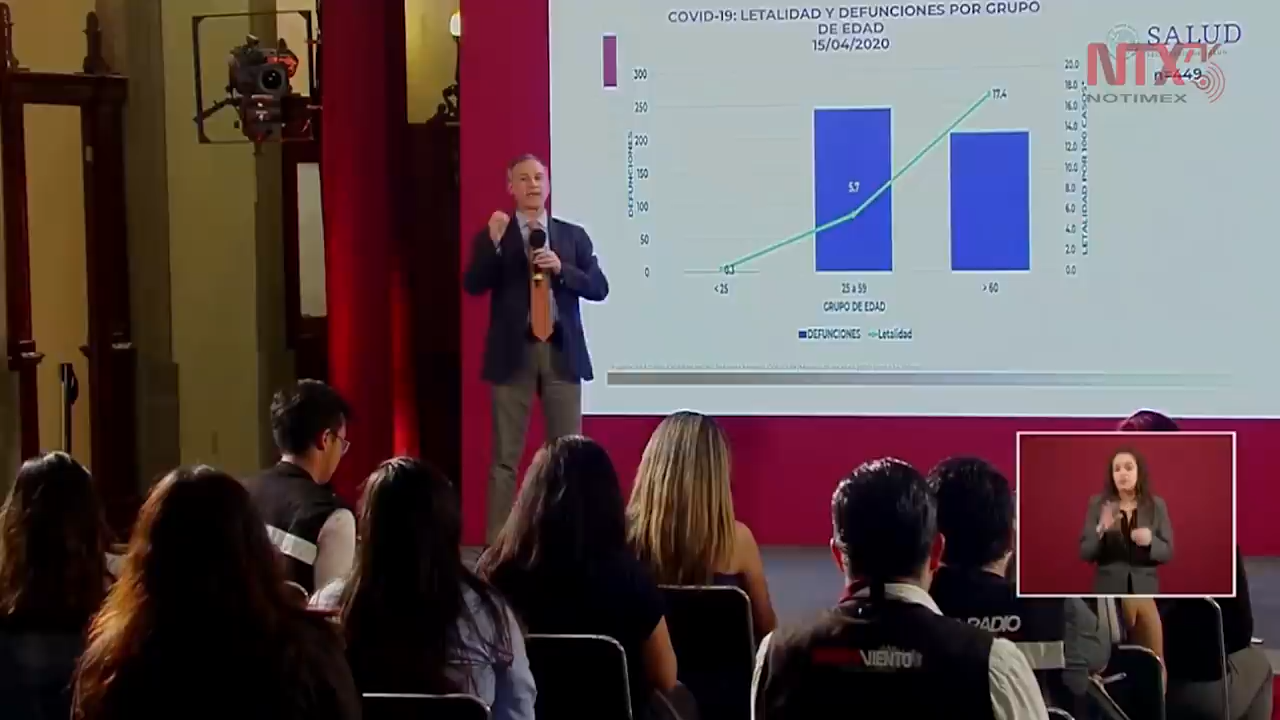 COVID-19: LETALIDAD Y DEFUNCIONES POR GRUPO
DE EDAD
15/04/2020
SALUD
NTX
NOTIMEX
n=449
DEFUNCIONES
300
250
200
150
100
50
0
20.0
18.0
16.0
14.0
12.0
10.0
8.0
6.0
4.0
2.0
0.0
LETALIDAD POR 100 CASOS*
0.3
5.7
17.4
<25
25 a 59
> 60
GRUPO DE EDAD
DEFUNCIONES
Letalidad
RADIO
VIENTO